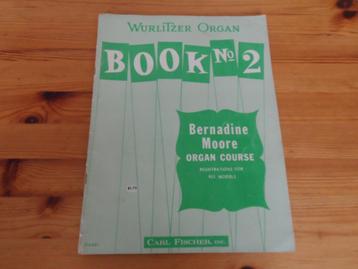 WURLITZER ORGAN
BOOK No 2
Bernadine
Moore
ORGAN COURSE
REGISTRATIONS FOR
ALL MODELS
CARL FISCHER, INC.